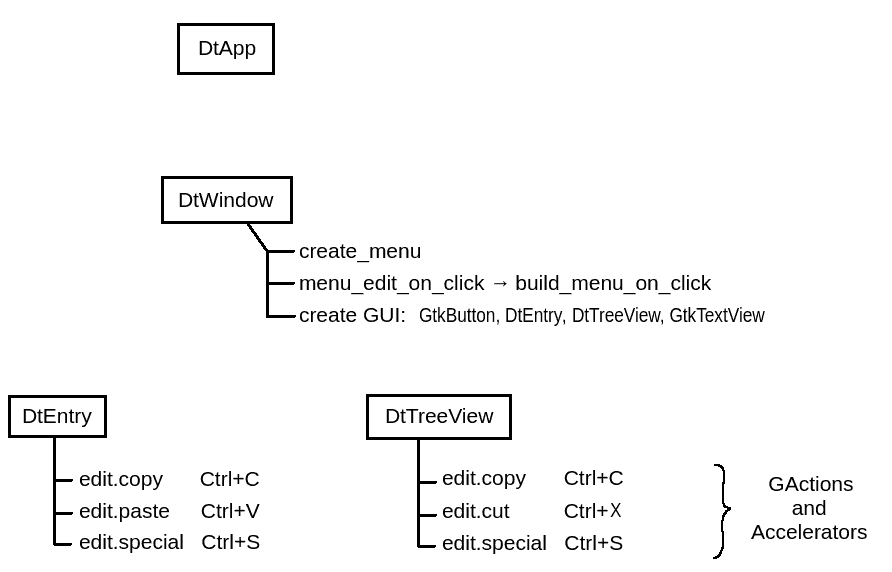 DtApp
DtWindow
create_menu
menu_edit_on_click → build_menu_on_click
create GUI: GtkButton, DtEntry, DtTreeView, GtkTextView
DtEntry
edit.copy Ctrl+C
edit.paste Ctrl+V
edit.special Ctrl+S
DtTreeView
edit.copy Ctrl+C
edit.cut Ctrl+X
edit.special Ctrl+S
GActions
and
Accelerators